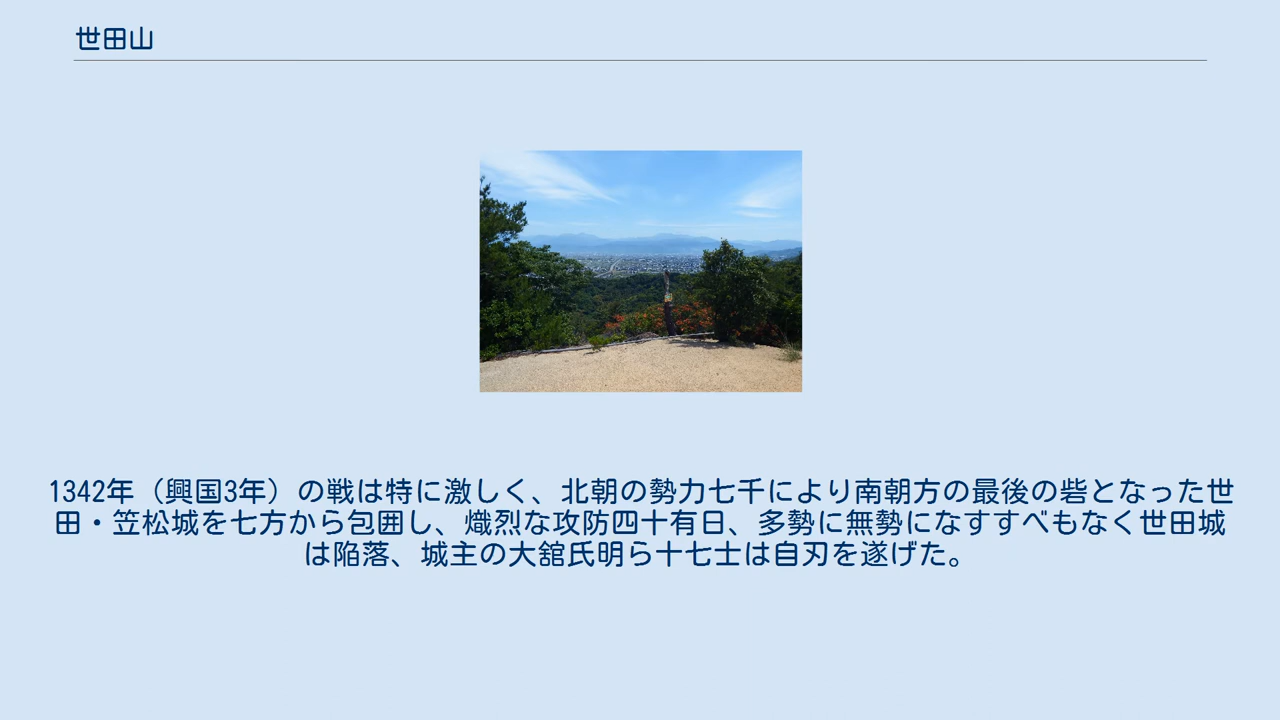 世田山
1342年（興国3年）の戦は特に激しく、北朝の勢力七千により南朝方の最後の砦となった世
田・笠松城を七方から包囲し、熾烈な攻防四十有日、多勢に無勢になすすべもなく世田城
は陥落、城主の大舘氏明ら十七士は自刃を遂げた。